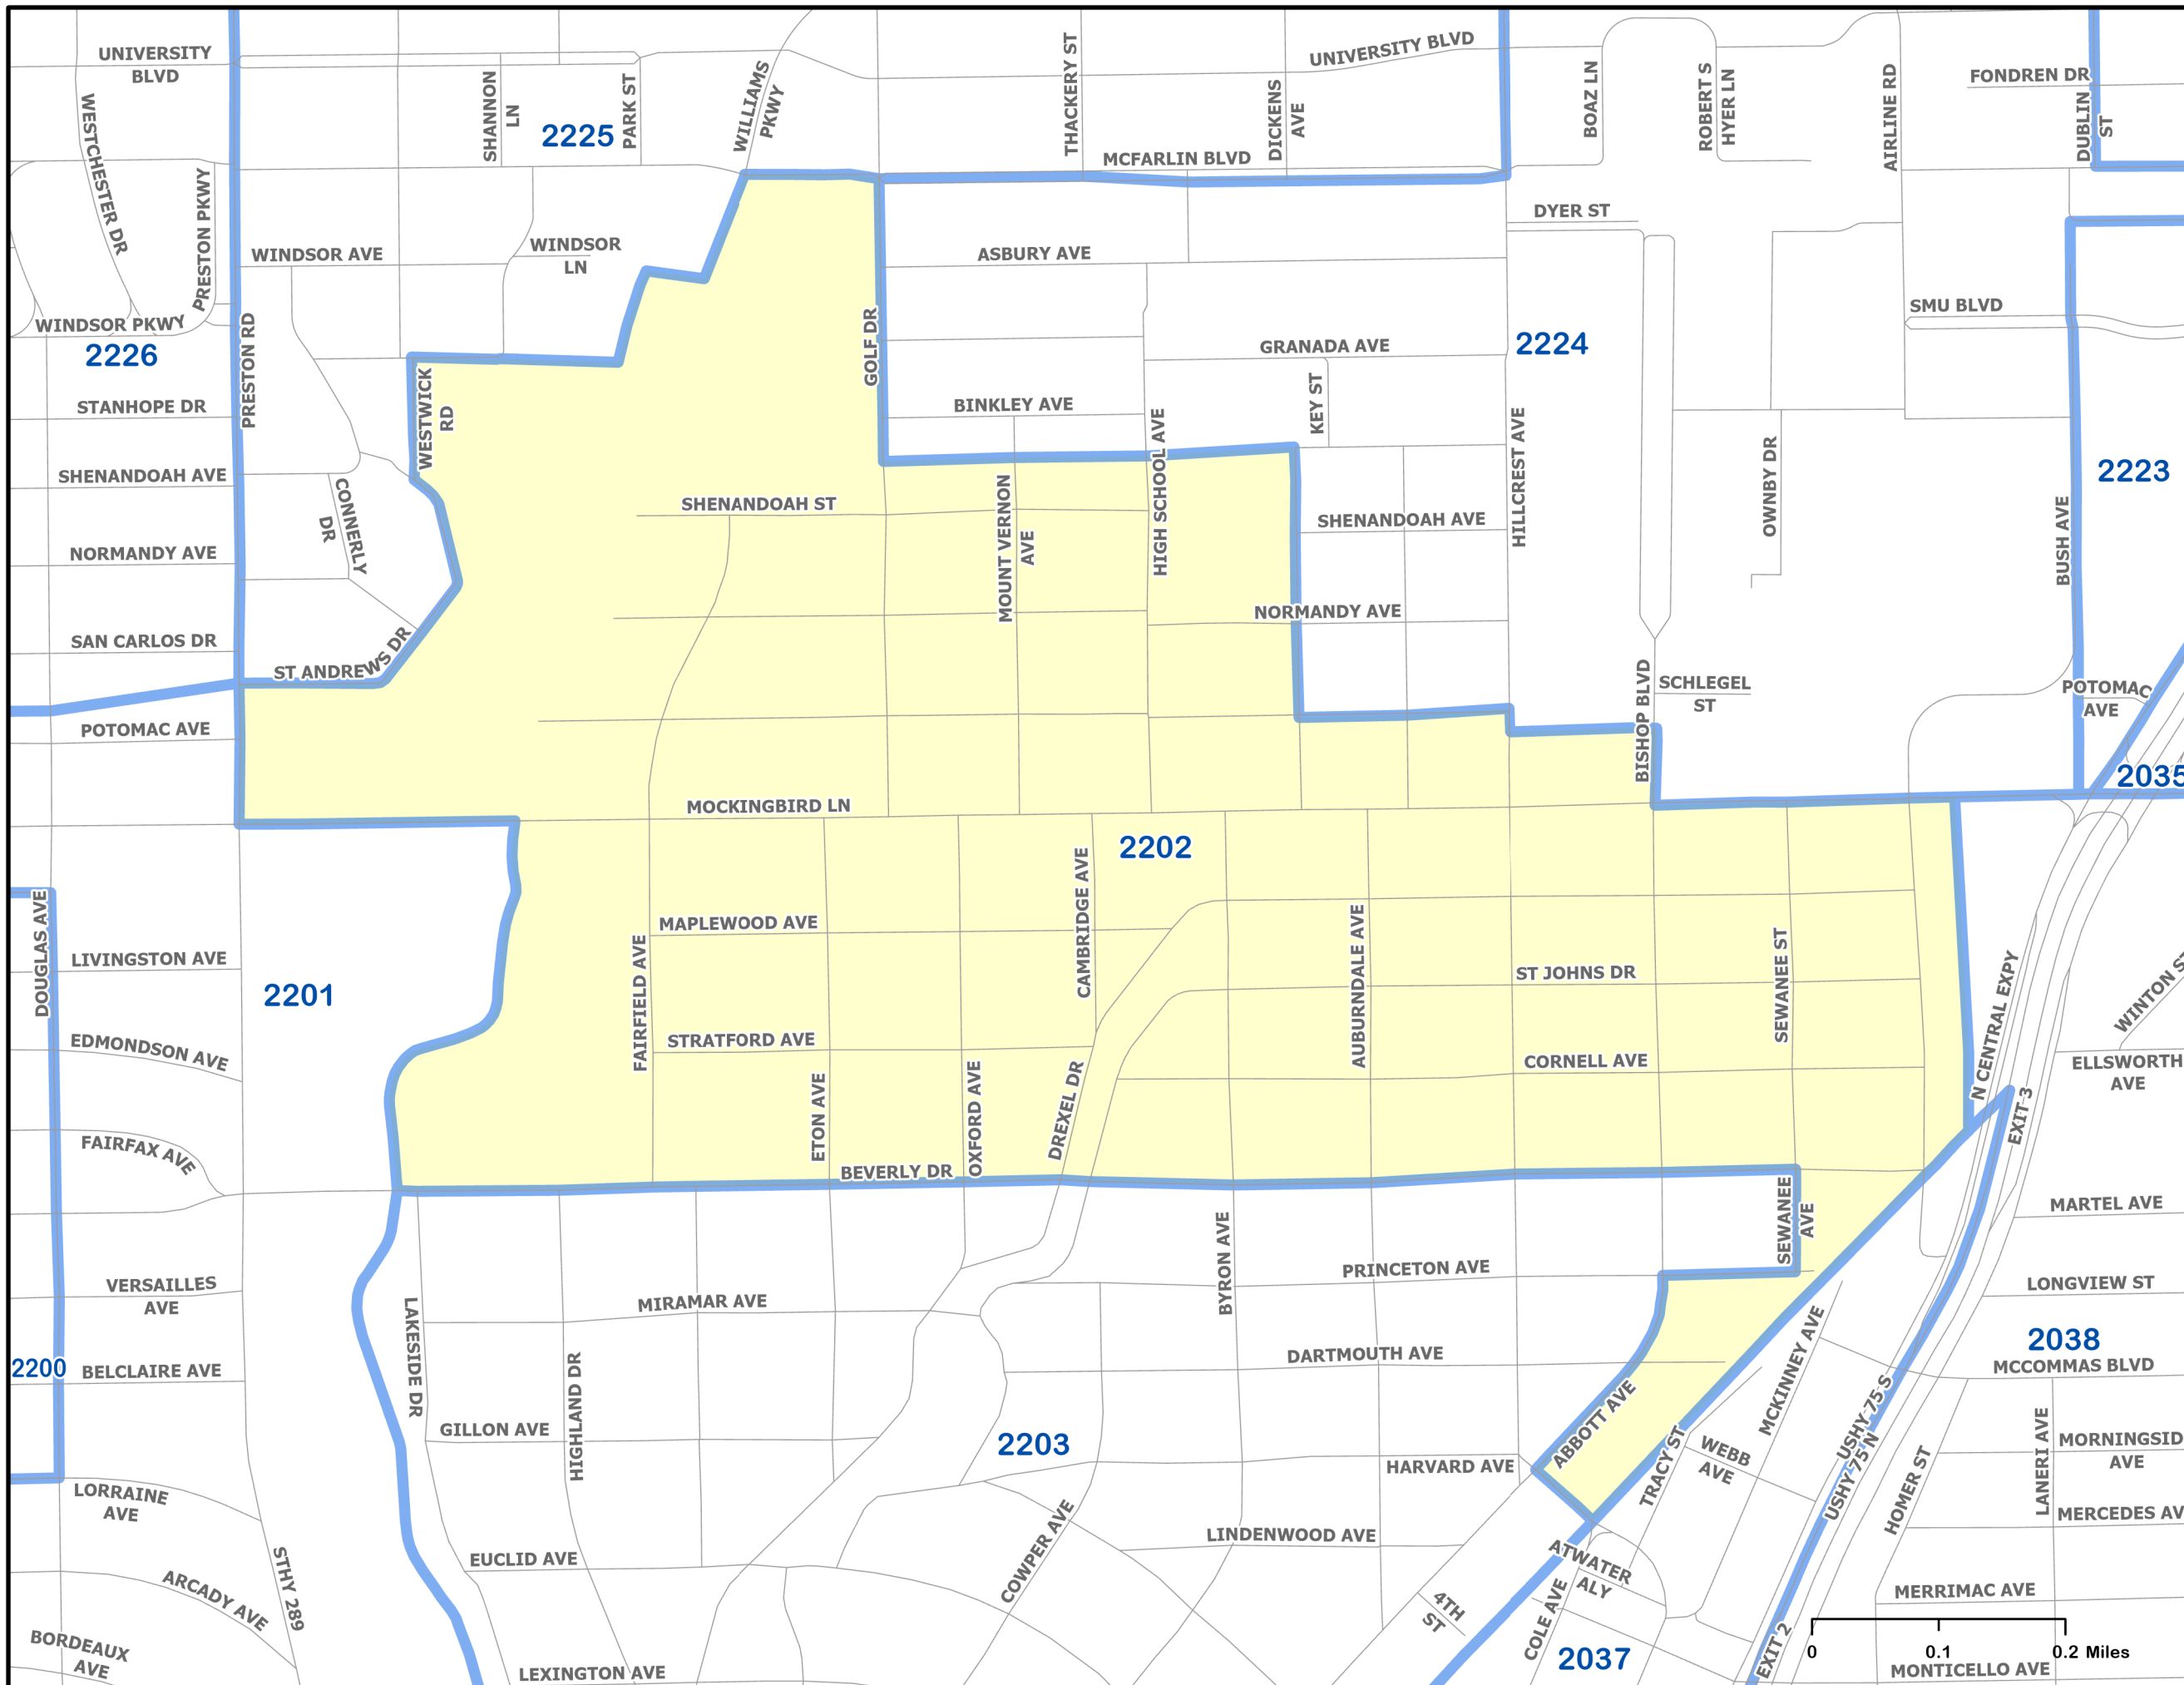 UNIVERSITY
BLVD
WESTCHESTER DR
PRESTON PKWY
SHANNON
LN
2225
PARK ST
WILLIAMS
PKWY
THACKERY ST
MCFARLIN BLVD
DICKENS
AVE
UNIVERSITY BLVD
BOAZ LN
ROBERT S
HYER LN
AIRLINE RD
FONDREN DR
DUBLIN
ST
DYER ST
WINDSOR AVE
WINDSOR
LN
ASBURY AVE
WINDSOR PKWY
2226
PRESTON RD
GOLF DR
GRANADA AVE
2224
SMU BLVD
STANHOPE DR
WESTWICK
RD
BINKLEY AVE
KEY ST
HIGH SCHOOL AVE
HILLCREST AVE
OWNBY DR
2223
SHENANDOAH AVE
CONNERLY
DR
SHENANDOAH ST
MOUNT VERNON
AVE
SHENANDOAH AVE
BUSH AVE
NORMANDY AVE
NORMANDY AVE
SAN CARLOS DR
ST ANDREWS DR
BISHOP BLVD
SCHLEGEL
ST
POTOMAC
AVE
POTOMAC AVE
2035
MOCKINGBIRD LN
2202
DOUGLAS AVE
LIVINGSTON AVE
2201
MAPLEWOOD AVE
FAIRFIELD AVE
CAMBRIDGE AVE
AUBURNDALE AVE
ST JOHNS DR
SEWANEE ST
N CENTRAL EXPY
WINTON ST
EDMONDSON AVE
STRATFORD AVE
ETON AVE
OXFORD AVE
DREXEL DR
CORNELL AVE
EXIT 3
ELLSWORTH
AVE
FAIRFAX AVE
BEVERLY DR
SEWANEE
AVE
MARTEL AVE
BYRON AVE
PRINCETON AVE
VERSAILLES
AVE
LAKESIDE DR
MIRAMAR AVE
LONGVIEW ST
2038
2200
BELCLAIRE AVE
HIGHLAND DR
DARTMOUTH AVE
MCKINNEY AVE
MCCOMMAS BLVD
GILLON AVE
2203
ABBOTT AVE
HARVARD AVE
TRACY ST
WEBB
AVE
USHY 75 S
USHY 75 N
HOMER ST
LANERI AVE
MORNINGSID
AVE
LORRAINE
AVE
COWPER AVE
LINDENWOOD AVE
MERCEDES AV
STHY 289
EUCLID AVE
ATWATER
ALY
ARCADY AVE
4TH
ST
COLE AVE
MERRIMAC AVE
BORDEAUX
AVE
LEXINGTON AVE
2037
EXIT 2
0 0.1 0.2 Miles
MONTICELLO AVE